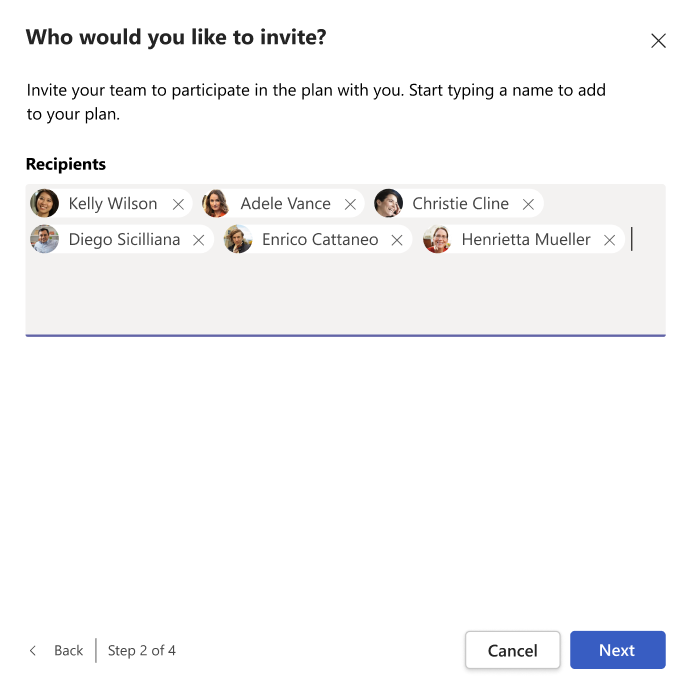 Who would you like to invite?
Invite your team to participate in the plan with you. Start typing a name to add
to your plan.
Recipients
Kelly Wilson Adele Vance Christie Cline
Diego Sicilliana Enrico Cattaneo Henrietta Mueller
Back Step 2 of 4 Cancel Next